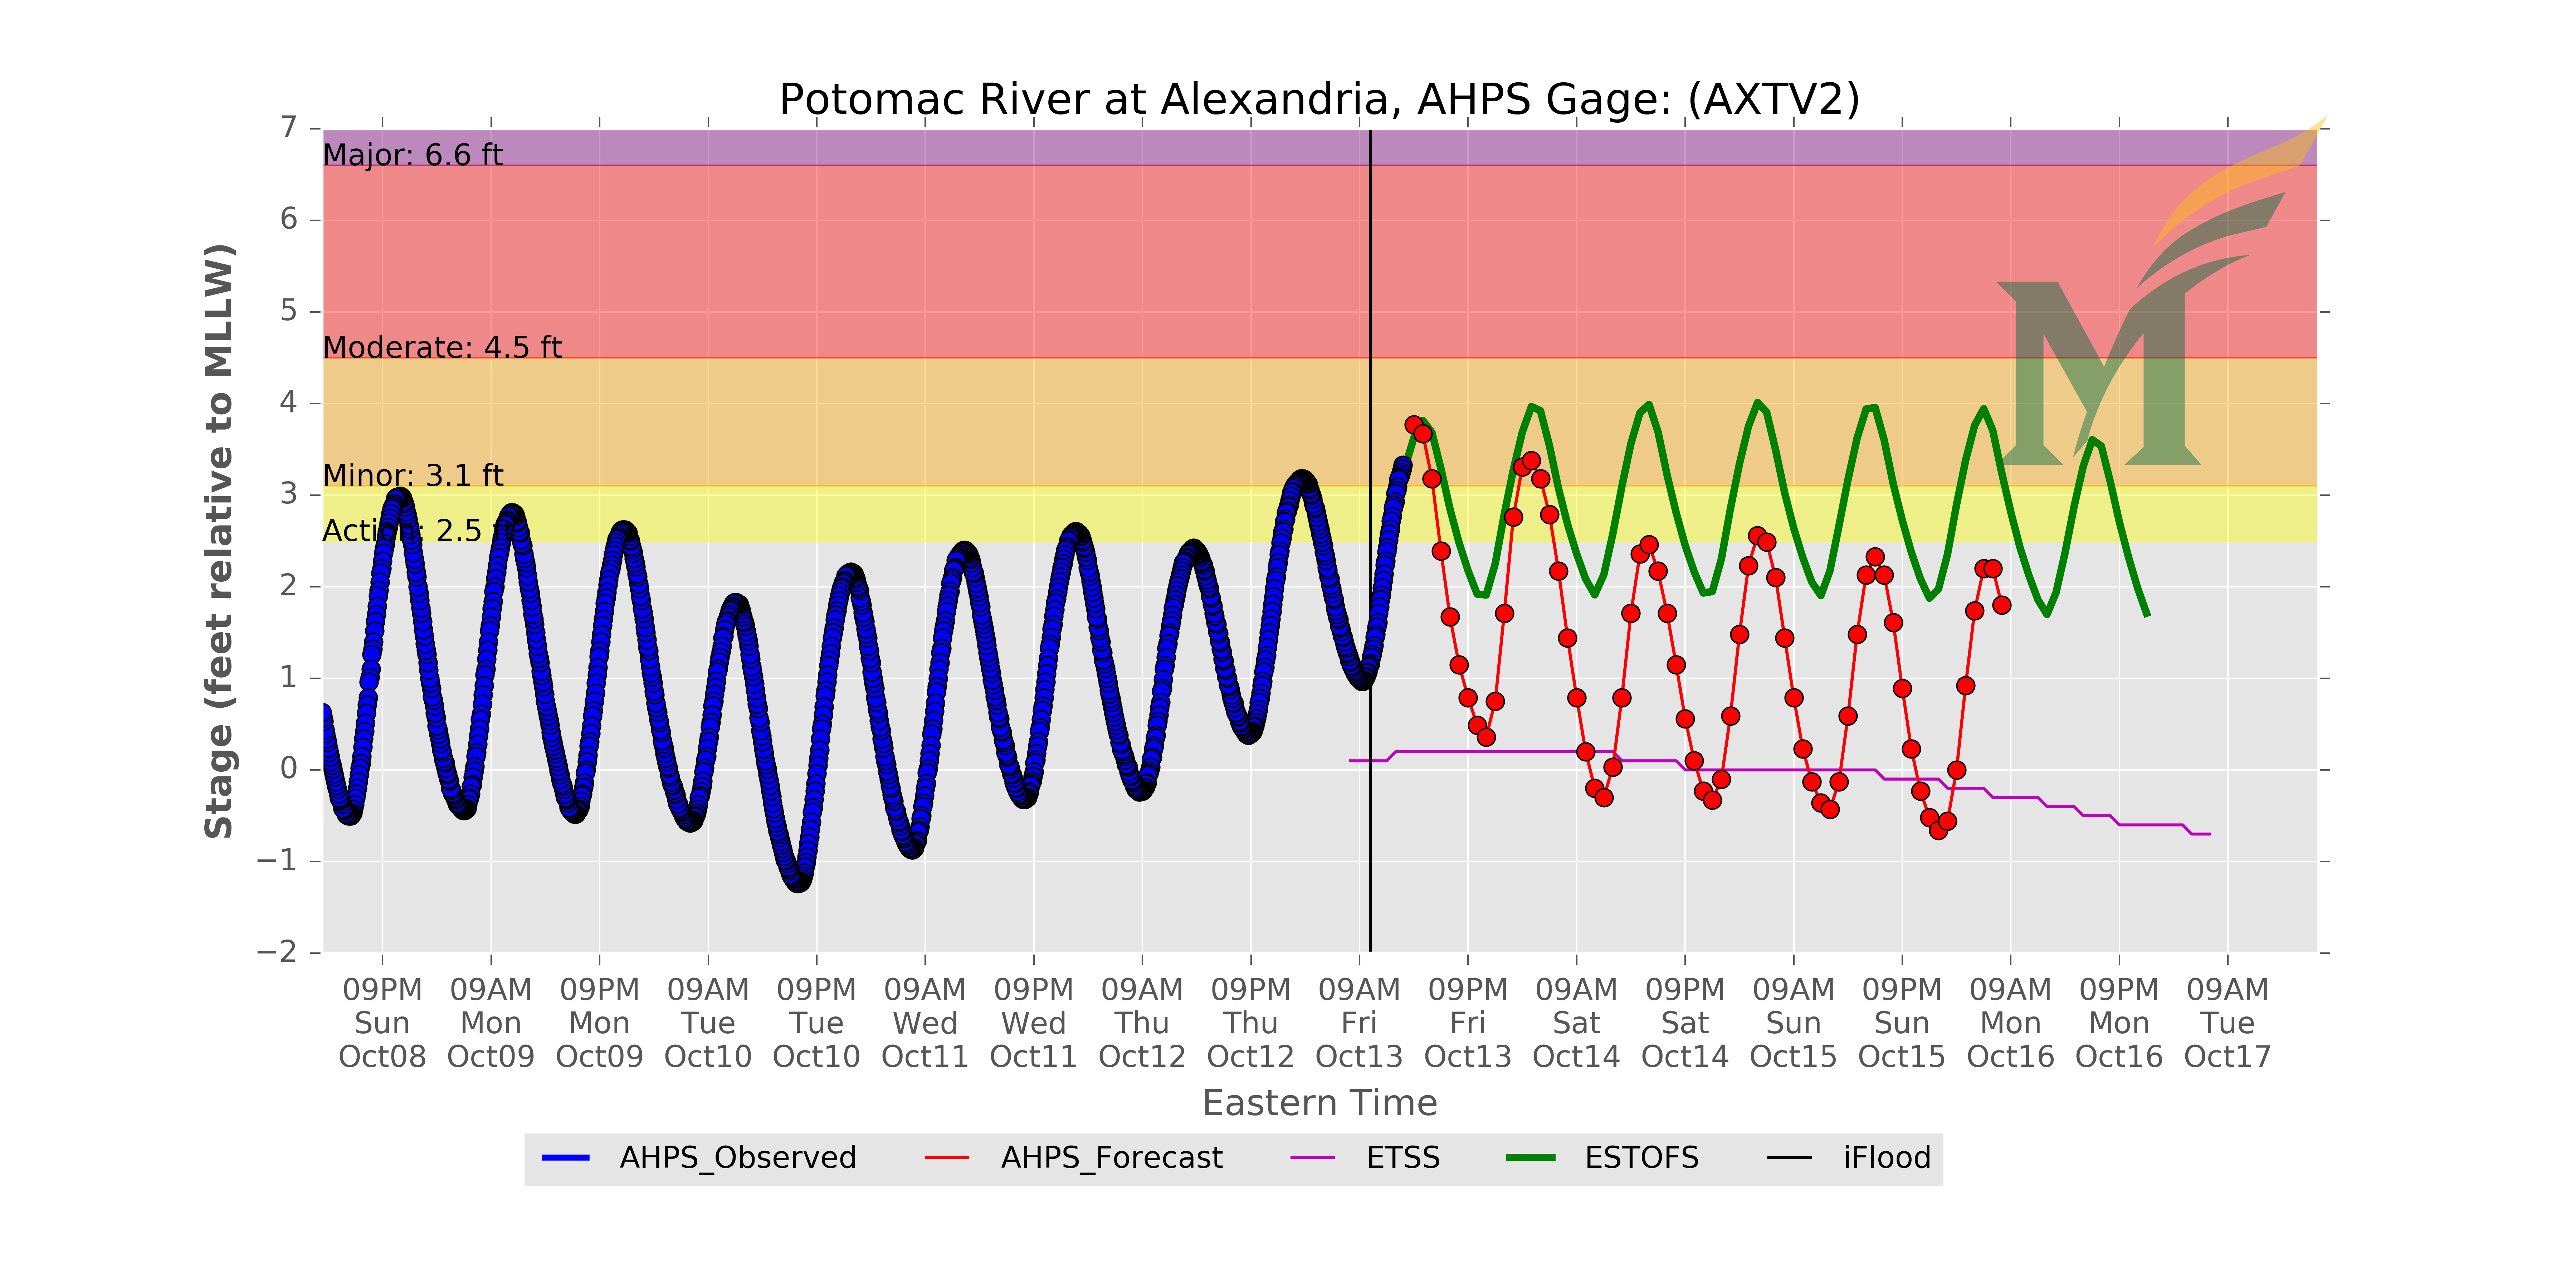 Potomac River at Alexandria, AHPS Gage: (AXTV2)
Stage (feet relative to MLLW)
7
6
5
4
3
2
1
0
−1
−2
Major: 6.6 ft
Moderate: 4.5 ft
Minor: 3.1 ft
Action: 2.5 ft
09PM 09AM 09PM 09AM 09PM 09AM 09PM 09AM 09PM 09AM 09PM 09AM 09PM 09AM 09PM 09AM 09PM 09AM
Sun Mon Mon Tue Tue Wed Wed Thu Thu Fri Fri Sat Sat Sun Sun Mon Mon Tue
Oct08 Oct09 Oct09 Oct10 Oct10 Oct11 Oct11 Oct12 Oct12 Oct13 Oct13 Oct14 Oct14 Oct15 Oct15 Oct16 Oct16 Oct17
Eastern Time
AHPS_Observed AHPS_Forecast ETSS ESTOFS iFlood